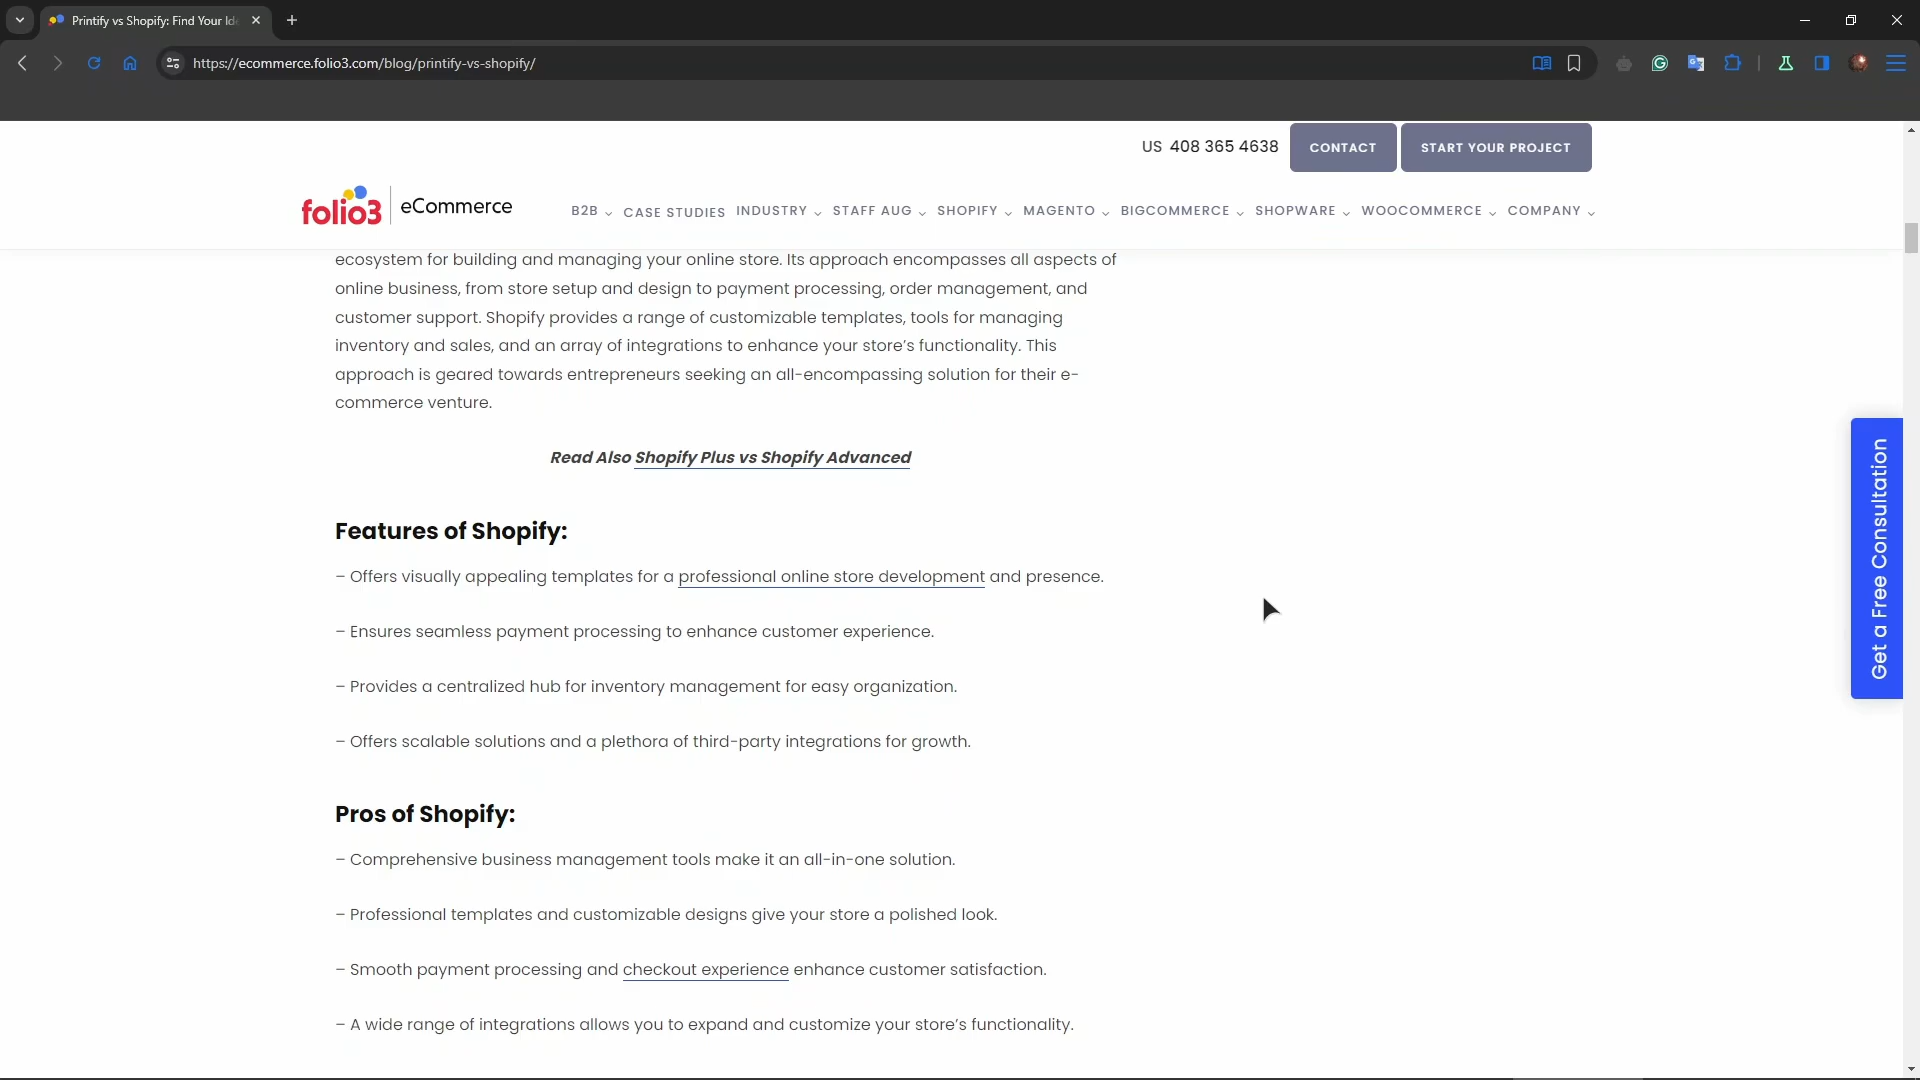 Printify vs Shopify: Find Your Ide
https://ecommerce.folio3.com/blog/printify-vs-shopify/
US 408 365 4638
CONTACT
START YOUR PROJECT
folio3 eCommerce
B2B
CASE STUDIES
INDUSTRY
STAFF AUG
SHOPIFY
MAGENTO
BIGCOMMERCE
SHOPWARE
WOOCOMMERCE
COMPANY
ecosystem for building and managing your online store. Its approach encompasses all aspects of
online business, from store setup and design to payment processing, order management, and
customer support. Shopify provides a range of customizable templates, tools for managing
inventory and sales, and an array of integrations to enhance your store’s functionality. This
approach is geared towards entrepreneurs seeking an all-encompassing solution for their e-
commerce venture.
Read Also Shopify Plus vs Shopify Advanced
Features of Shopify:
– Offers visually appealing templates for a professional online store development and presence.
– Ensures seamless payment processing to enhance customer experience.
– Provides a centralized hub for inventory management for easy organization.
– Offers scalable solutions and a plethora of third-party integrations for growth.
Pros of Shopify:
– Comprehensive business management tools make it an all-in-one solution.
– Professional templates and customizable designs give your store a polished look.
– Smooth payment processing and checkout experience enhance customer satisfaction.
– A wide range of integrations allows you to expand and customize your store’s functionality.
Get a Free Consultation